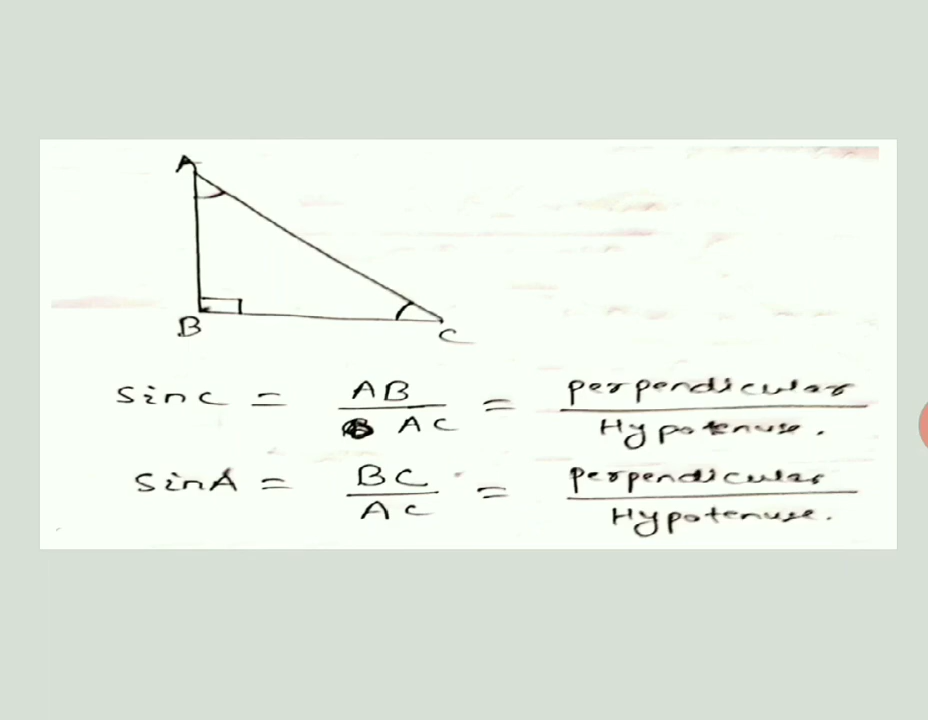 A
B
C
sinc = AB / AC = perpendicular / Hypotenuse.
sinA = BC / AC = perpendicular / Hypotenuse.